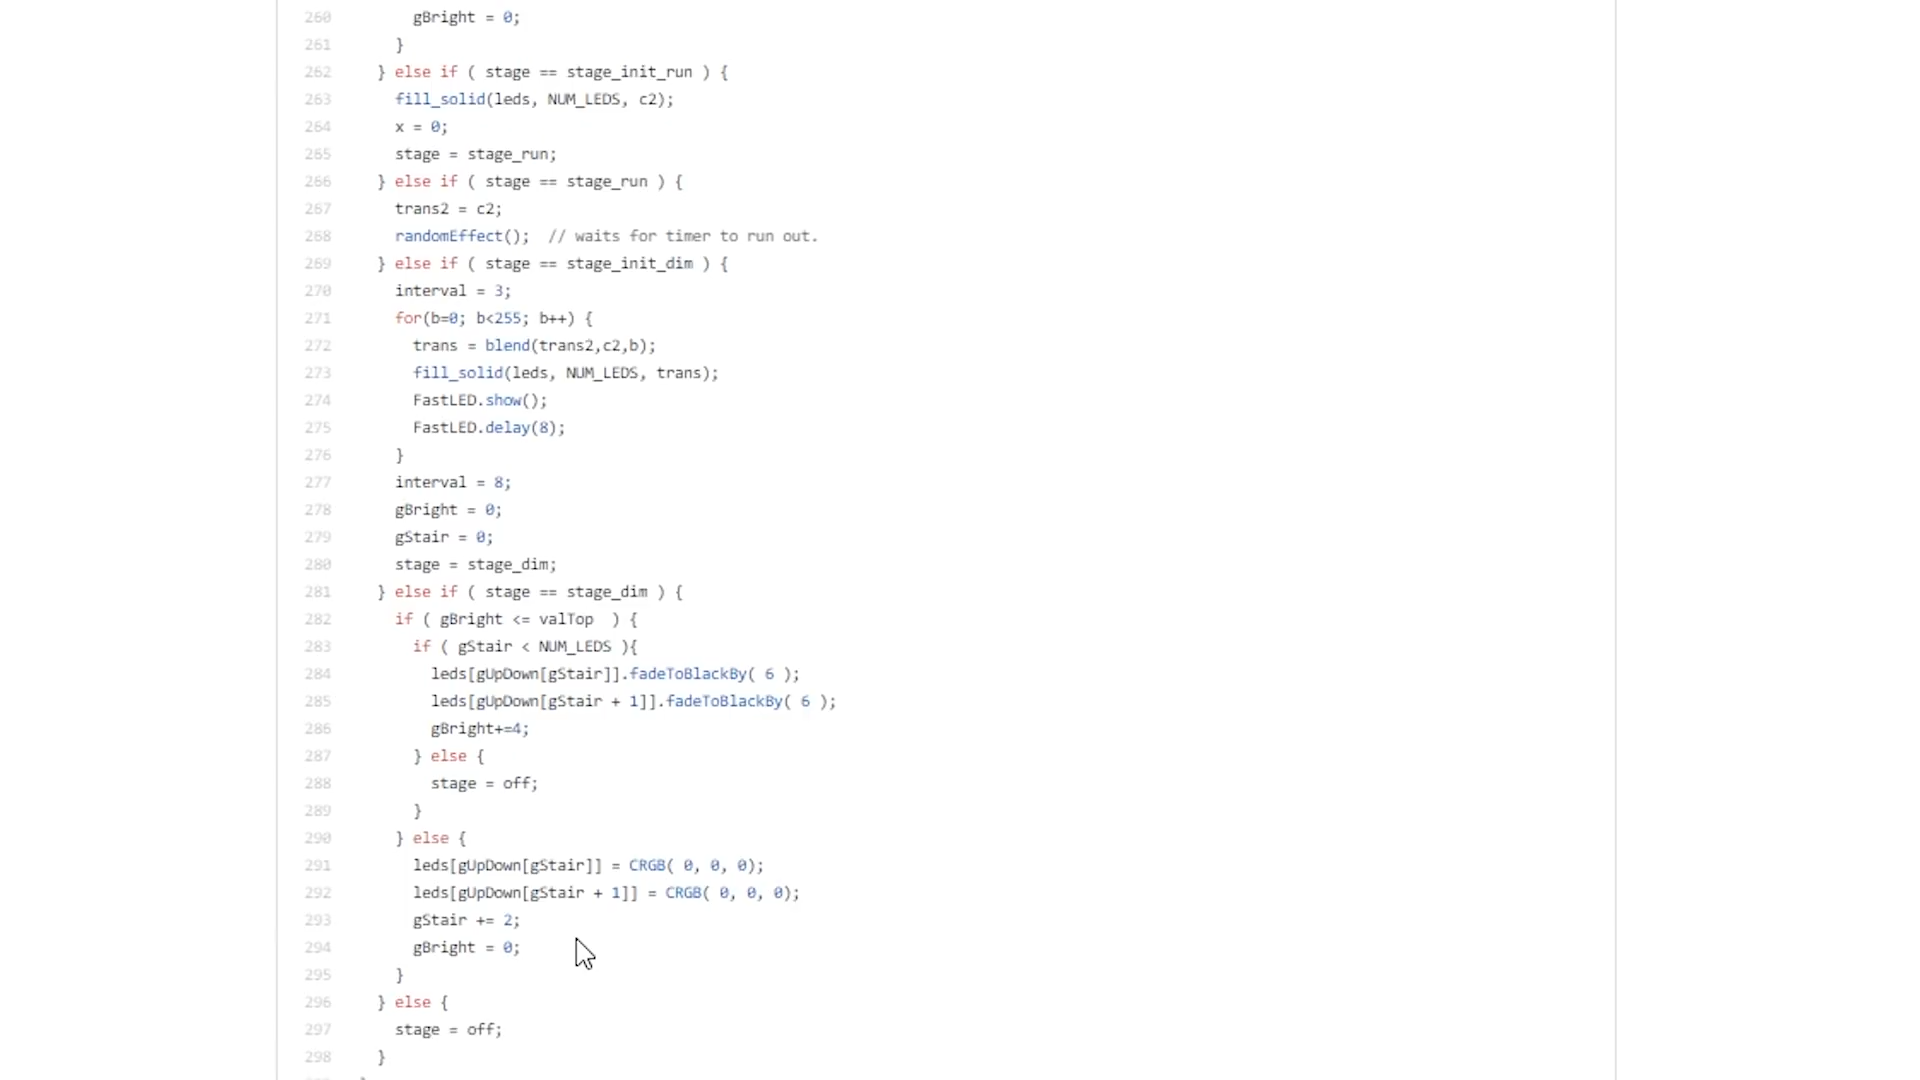 260 gBright = 0;
261 }
262 } else if ( stage == stage_init_run ) {
263 fill_solid(leds, NUM_LEDS, c2);
264 x = 0;
265 stage = stage_run;
266 } else if ( stage == stage_run ) {
267 trans2 = c2;
268 randomEffect();  // waits for timer to run out.
269 } else if ( stage == stage_init_dim ) {
270 interval = 3;
271 for(b=0; b<255; b++) {
272 trans = blend(trans2,c2,b);
273 fill_solid(leds, NUM_LEDS, trans);
274 FastLED.show();
275 FastLED.delay(8);
276 }
277 interval = 8;
278 gBright = 0;
279 gStair = 0;
280 stage = stage_dim;
281 } else if ( stage == stage_dim ) {
282 if ( gBright <= valTop  ) {
283 if ( gStair < NUM_LEDS ){
284 leds[gUpDown[gStair]].fadeToBlackBy( 6 );
285 leds[gUpDown[gStair + 1]].fadeToBlackBy( 6 );
286 gBright+=4;
287 } else {
288 stage = off;
289 }
290 } else {
291 leds[gUpDown[gStair]] = CRGB( 0, 0, 0);
292 leds[gUpDown[gStair + 1]] = CRGB( 0, 0, 0);
293 gStair += 2;
294 gBright = 0;
295 }
296 } else {
297 stage = off;
298 }